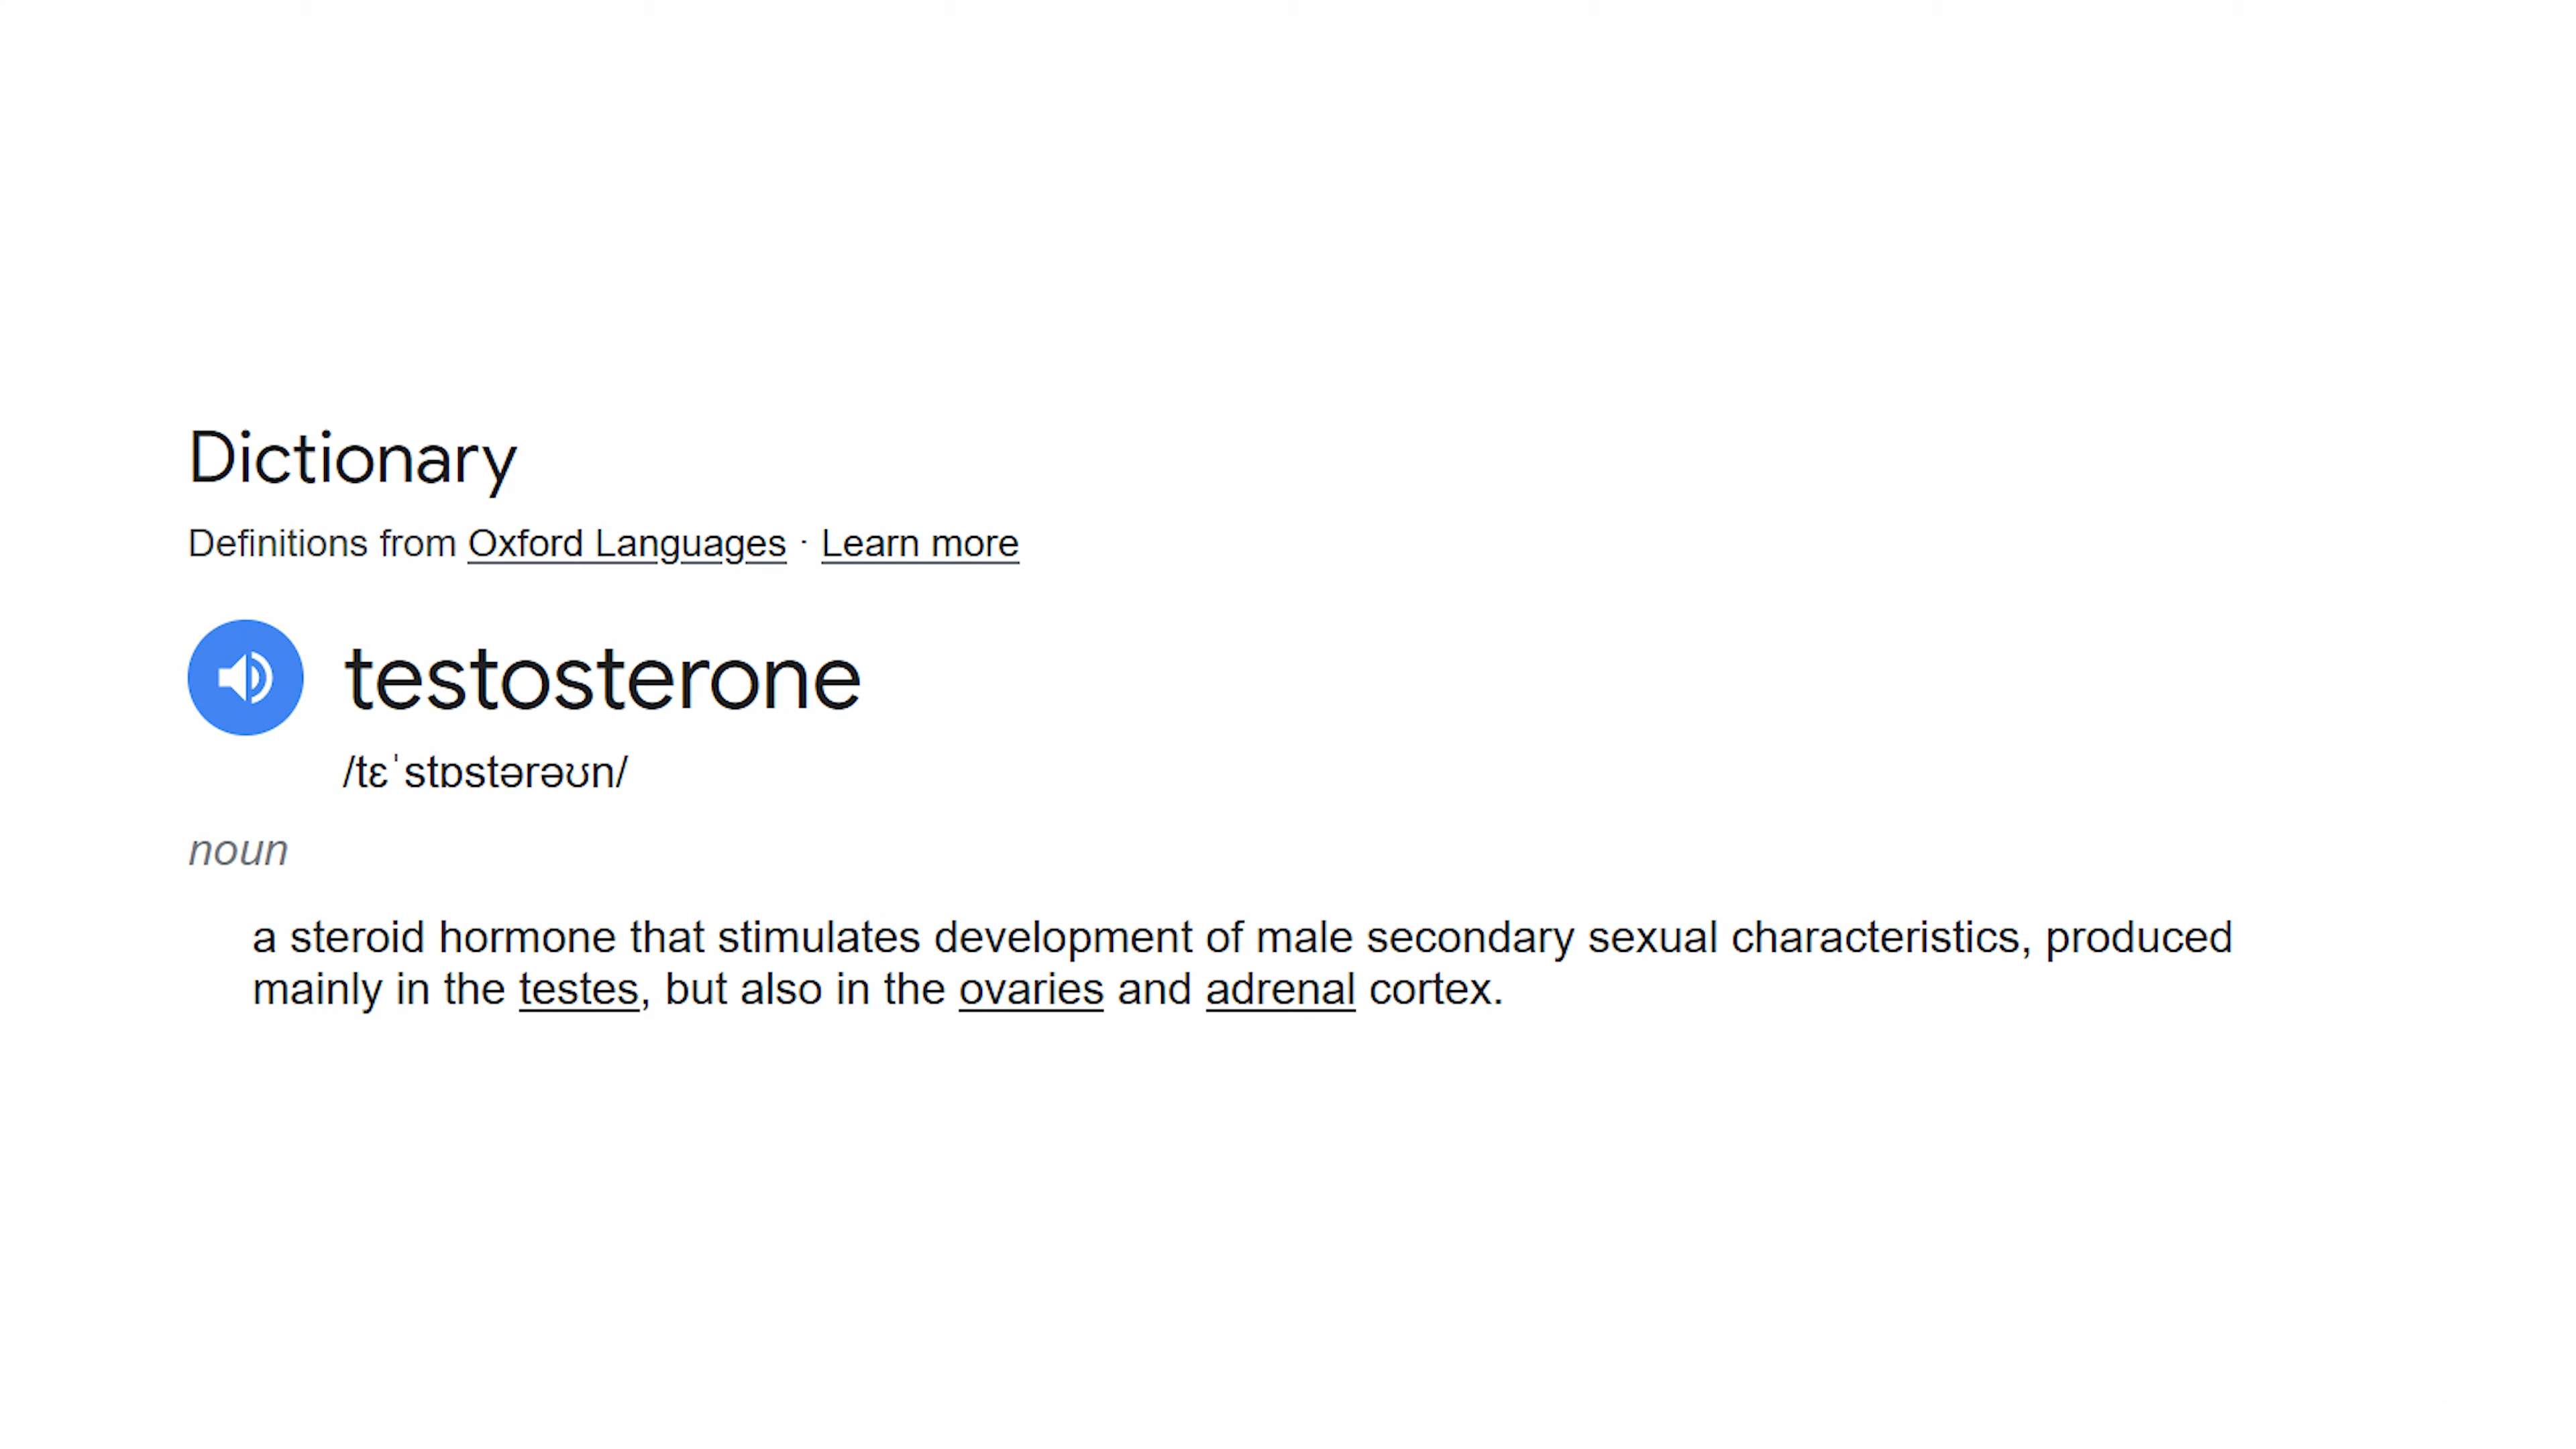 Dictionary
Definitions from Oxford Languages · Learn more
testosterone
/tɛˈstɒstərəʊn/
noun
a steroid hormone that stimulates development of male secondary sexual characteristics, produced
mainly in the testes, but also in the ovaries and adrenal cortex.